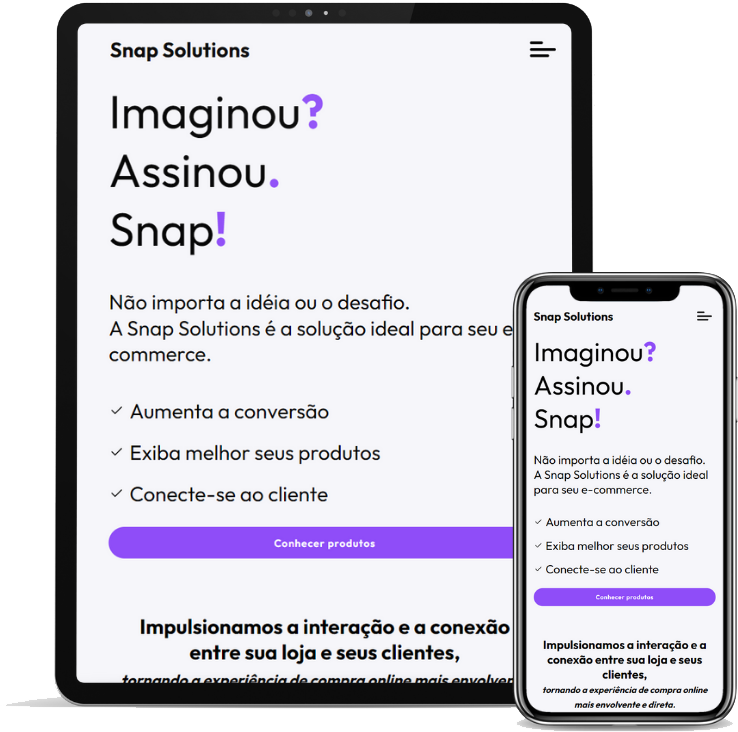 Snap Solutions
Imaginou?
Assinou.
Snap!
Não importa a idéia ou o desafio.
A Snap Solutions é a solução ideal para seu e
commerce.
Aumenta a conversão
Exiba melhor seus produtos
Conecte-se ao cliente
Conhecer produtos
Impulsionamos a interação e a conexão
entre sua loja e seus clientes,
tornando a experiência de compra online mais
Snap Solutions
Imaginou?
Assinou.
Snap!
Não importa a idéia ou o desafio.
A Snap Solutions é a solução ideal
para seu e-commerce.
Aumenta a conversão
Exiba melhor seus produtos
Conecte-se ao cliente
Conhecer produtos
Impulsionamos a interação e a
conexão entre sua loja e seus
clientes,
tornando a experiência de compra online
mais envolvente e direta.